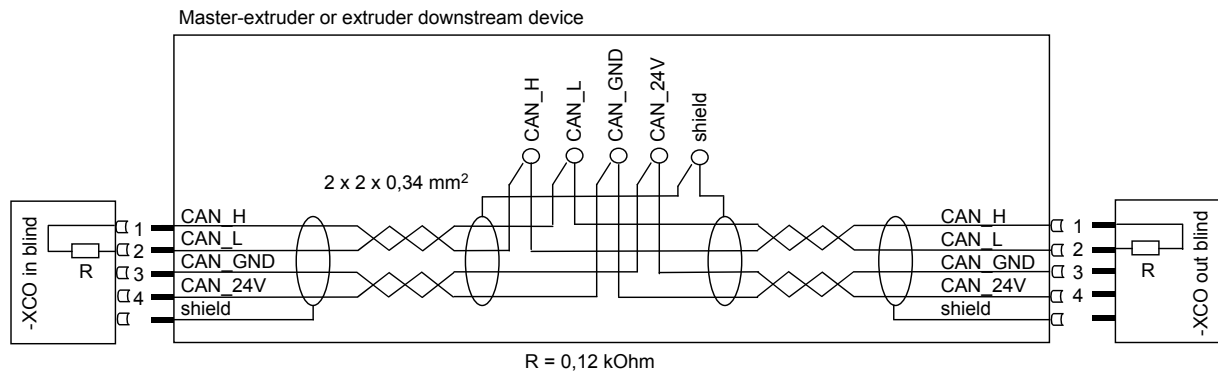 Master-extruder or extruder downstream device
CAN_H
CAN_L
CAN_GND
CAN_24V
shield
2 x 2 x 0,34 mm²
-XCO in blind
R
1
2
3
4
CAN_H
CAN_L
CAN_GND
CAN_24V
shield
CAN_H
CAN_L
CAN_GND
CAN_24V
shield
1
2
3
4
R
-XCO out blind
R = 0,12 kOhm